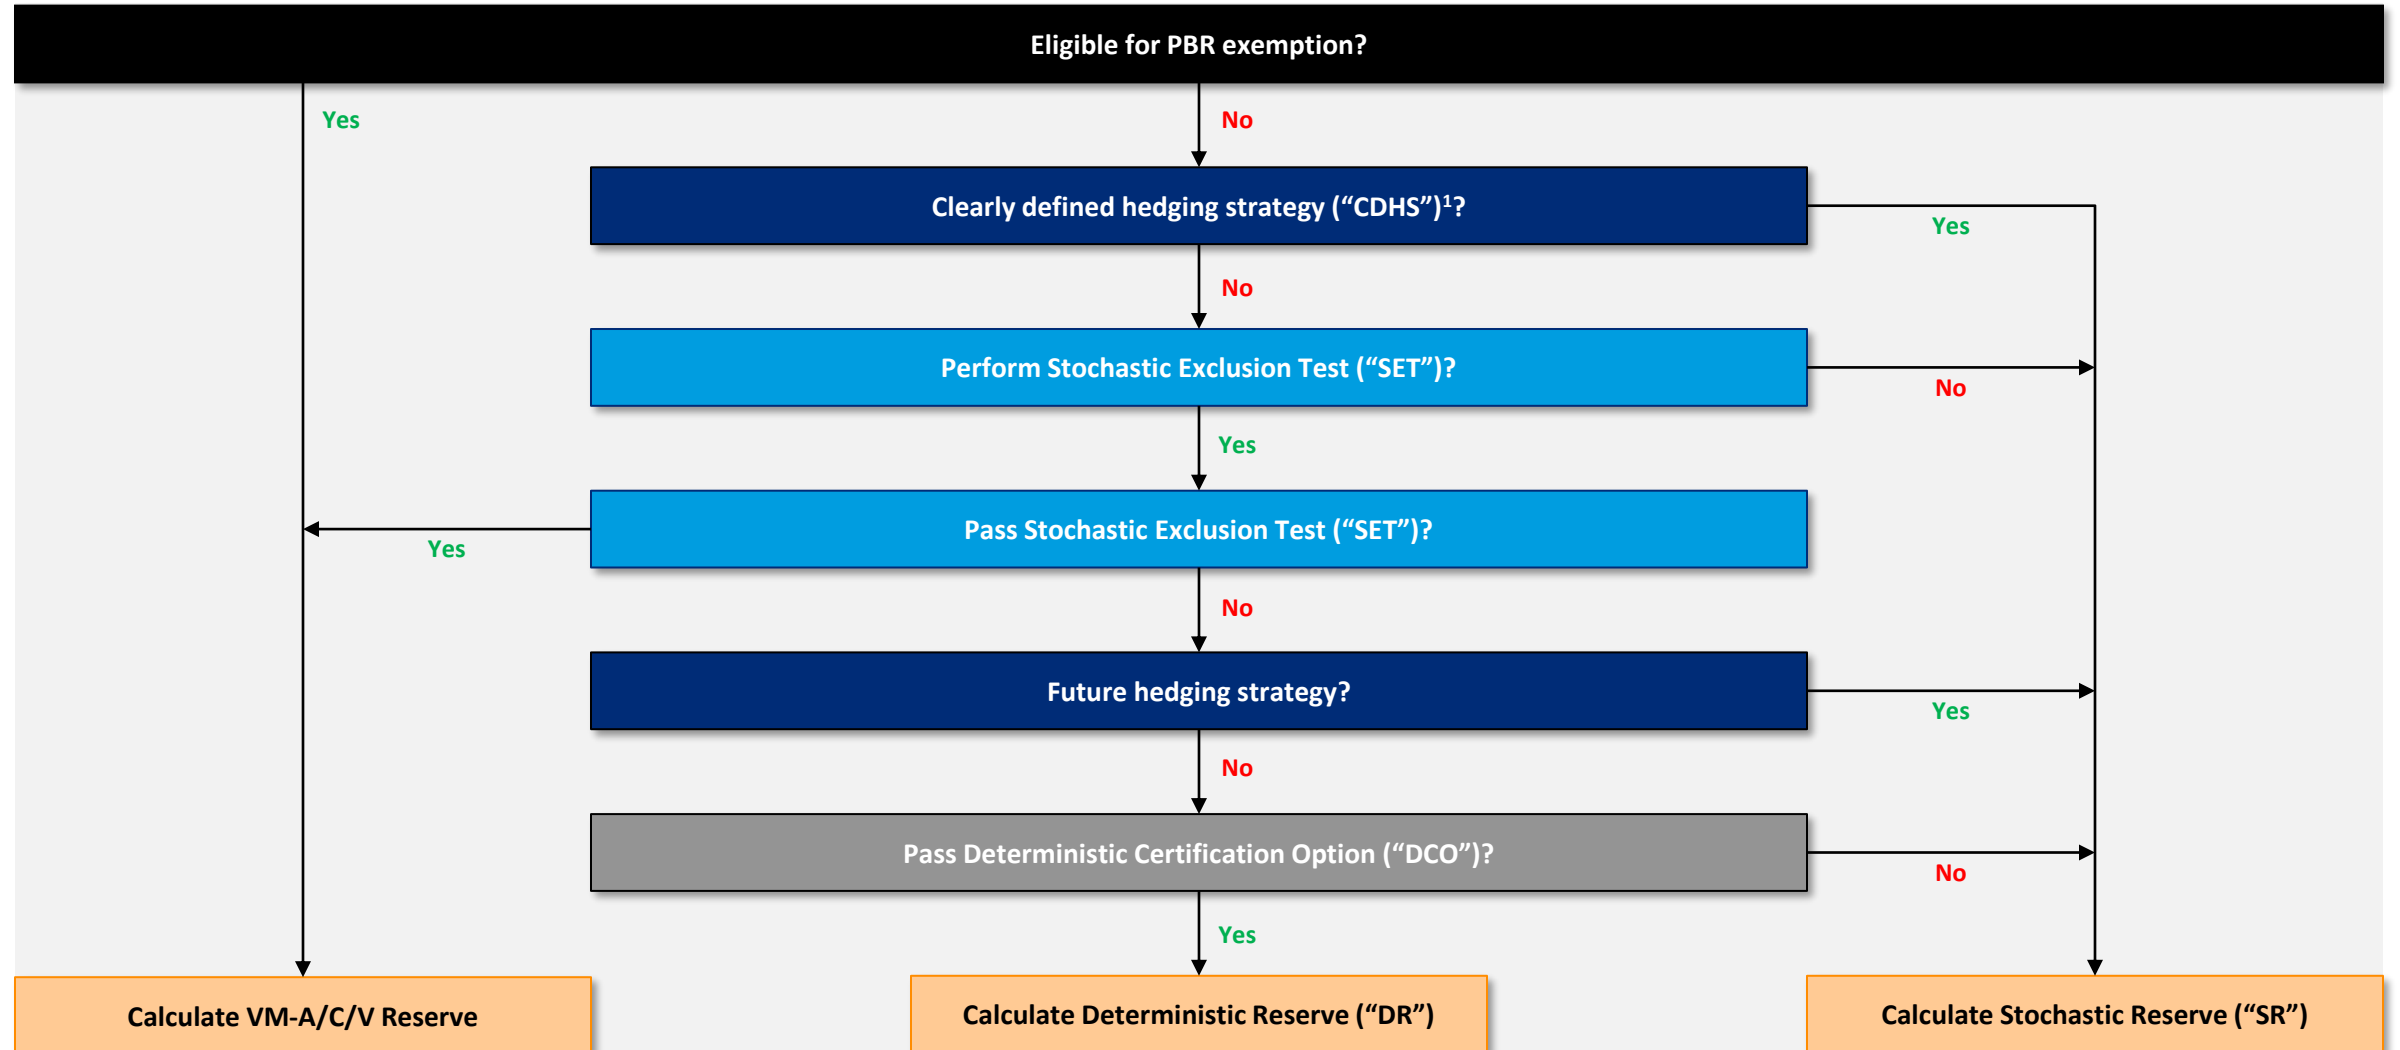 Eligible for PBR exemption?
Yes
No
Clearly defined hedging strategy (“CDHS”)¹?
Yes
No
Perform Stochastic Exclusion Test (“SET”)?
No
Yes
Pass Stochastic Exclusion Test (“SET”)?
Yes
No
Future hedging strategy?
Yes
No
Pass Deterministic Certification Option (“DCO”)?
No
Yes
Calculate VM-A/C/V Reserve
Calculate Deterministic Reserve (“DR”)
Calculate Stochastic Reserve (“SR”)